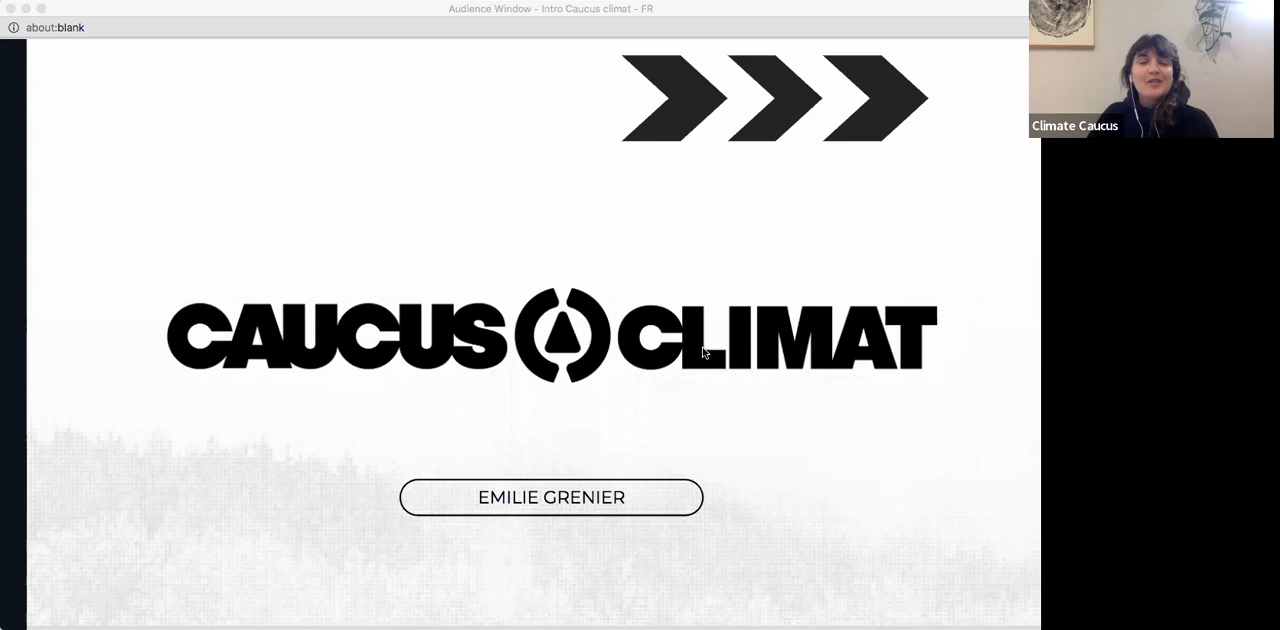 Audience Window - Intro Caucus climat - FR
about:blank
Climate Caucus
CAUCUS CLIMAT
EMILIE GRENIER